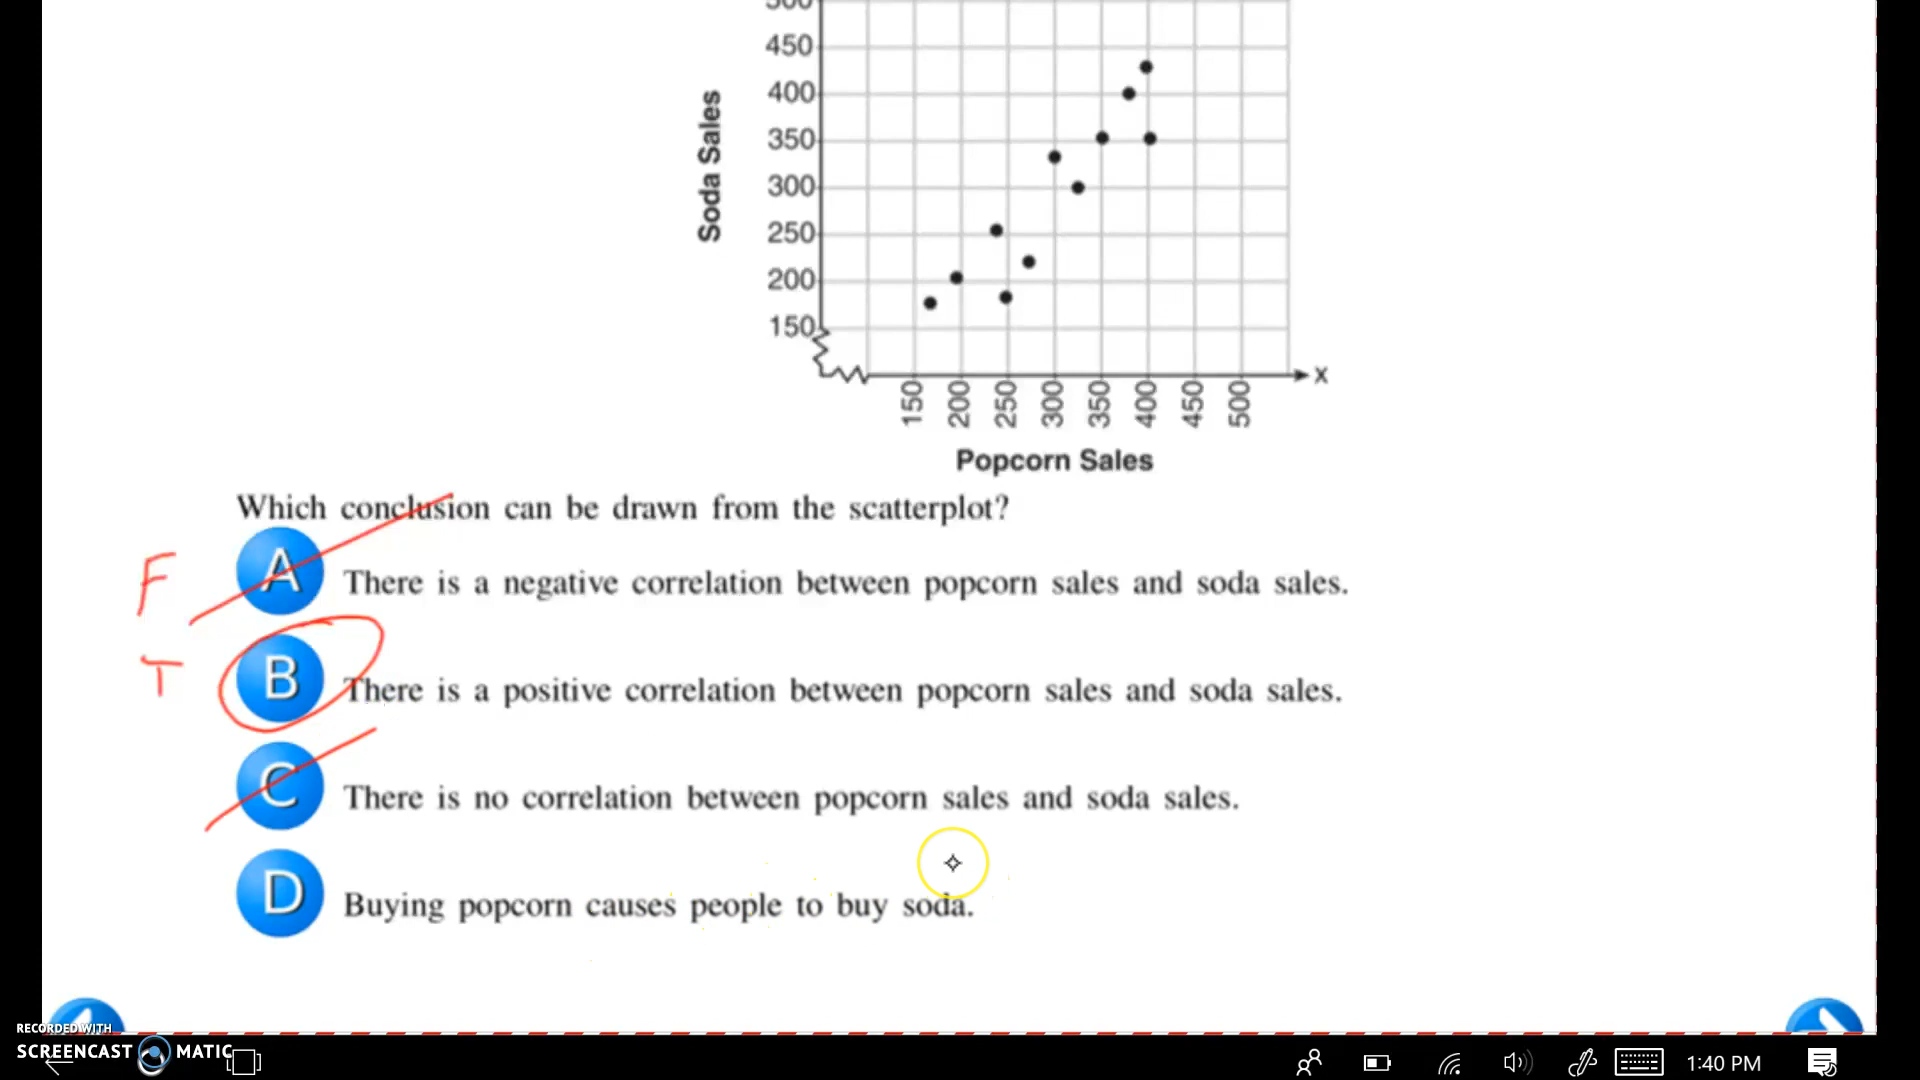 500
450
400
350
300
250
200
150
Soda Sales
x
150 200 250 300 350 400 450 500
Popcorn Sales
Which conclusion can be drawn from the scatterplot?
F
A There is a negative correlation between popcorn sales and soda sales.
T
B There is a positive correlation between popcorn sales and soda sales.
C There is no correlation between popcorn sales and soda sales.
D Buying popcorn causes people to buy soda.
RECORDED WITH
SCREENCAST MATIC
1:40 PM